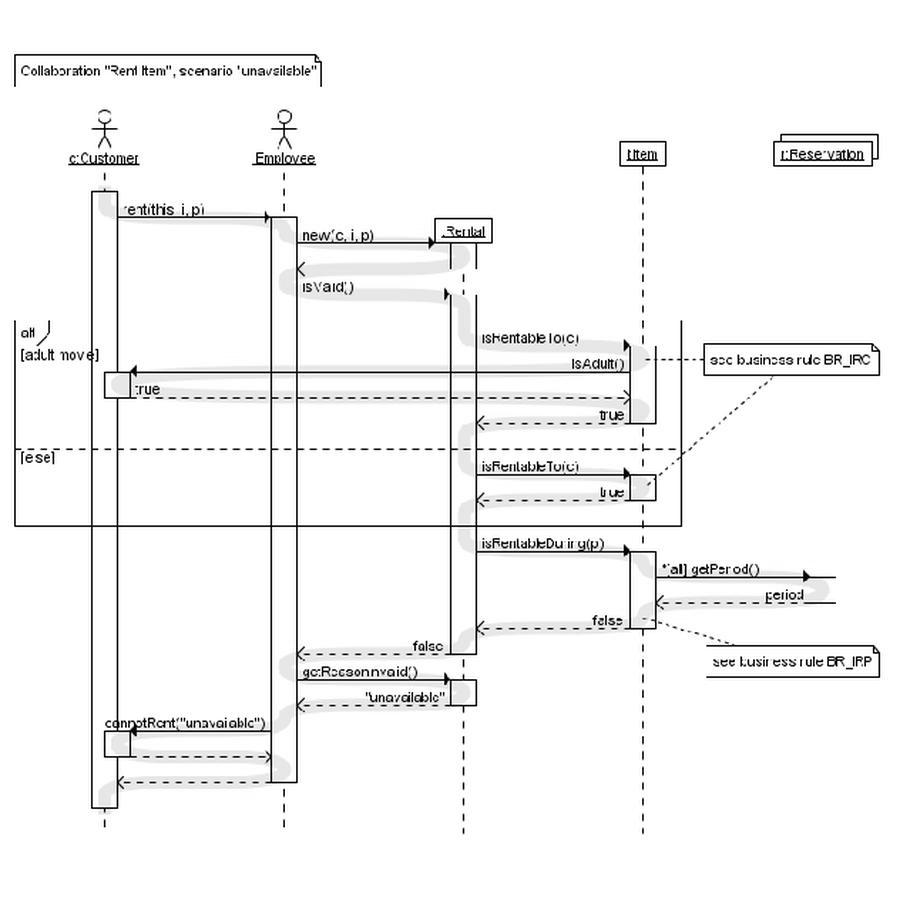 Collaboration "Rent Item", scenario "unavailable"
c:Customer
Employee
i:Item
r:Reservation
rent(this, i, p)
:Rental
new(c, i, p)
isValid()
alt
isRentableTo(c)
[adult movie]
see business rule BR_IRC
isAdult()
true
true
[else]
isRentableTo(c)
true
isRentableDuring(p)
*[all] getPeriod()
period
false
false
see business rule BR_IRP
getReasonInvalid()
"unavailable"
cannotRent("unavailable")